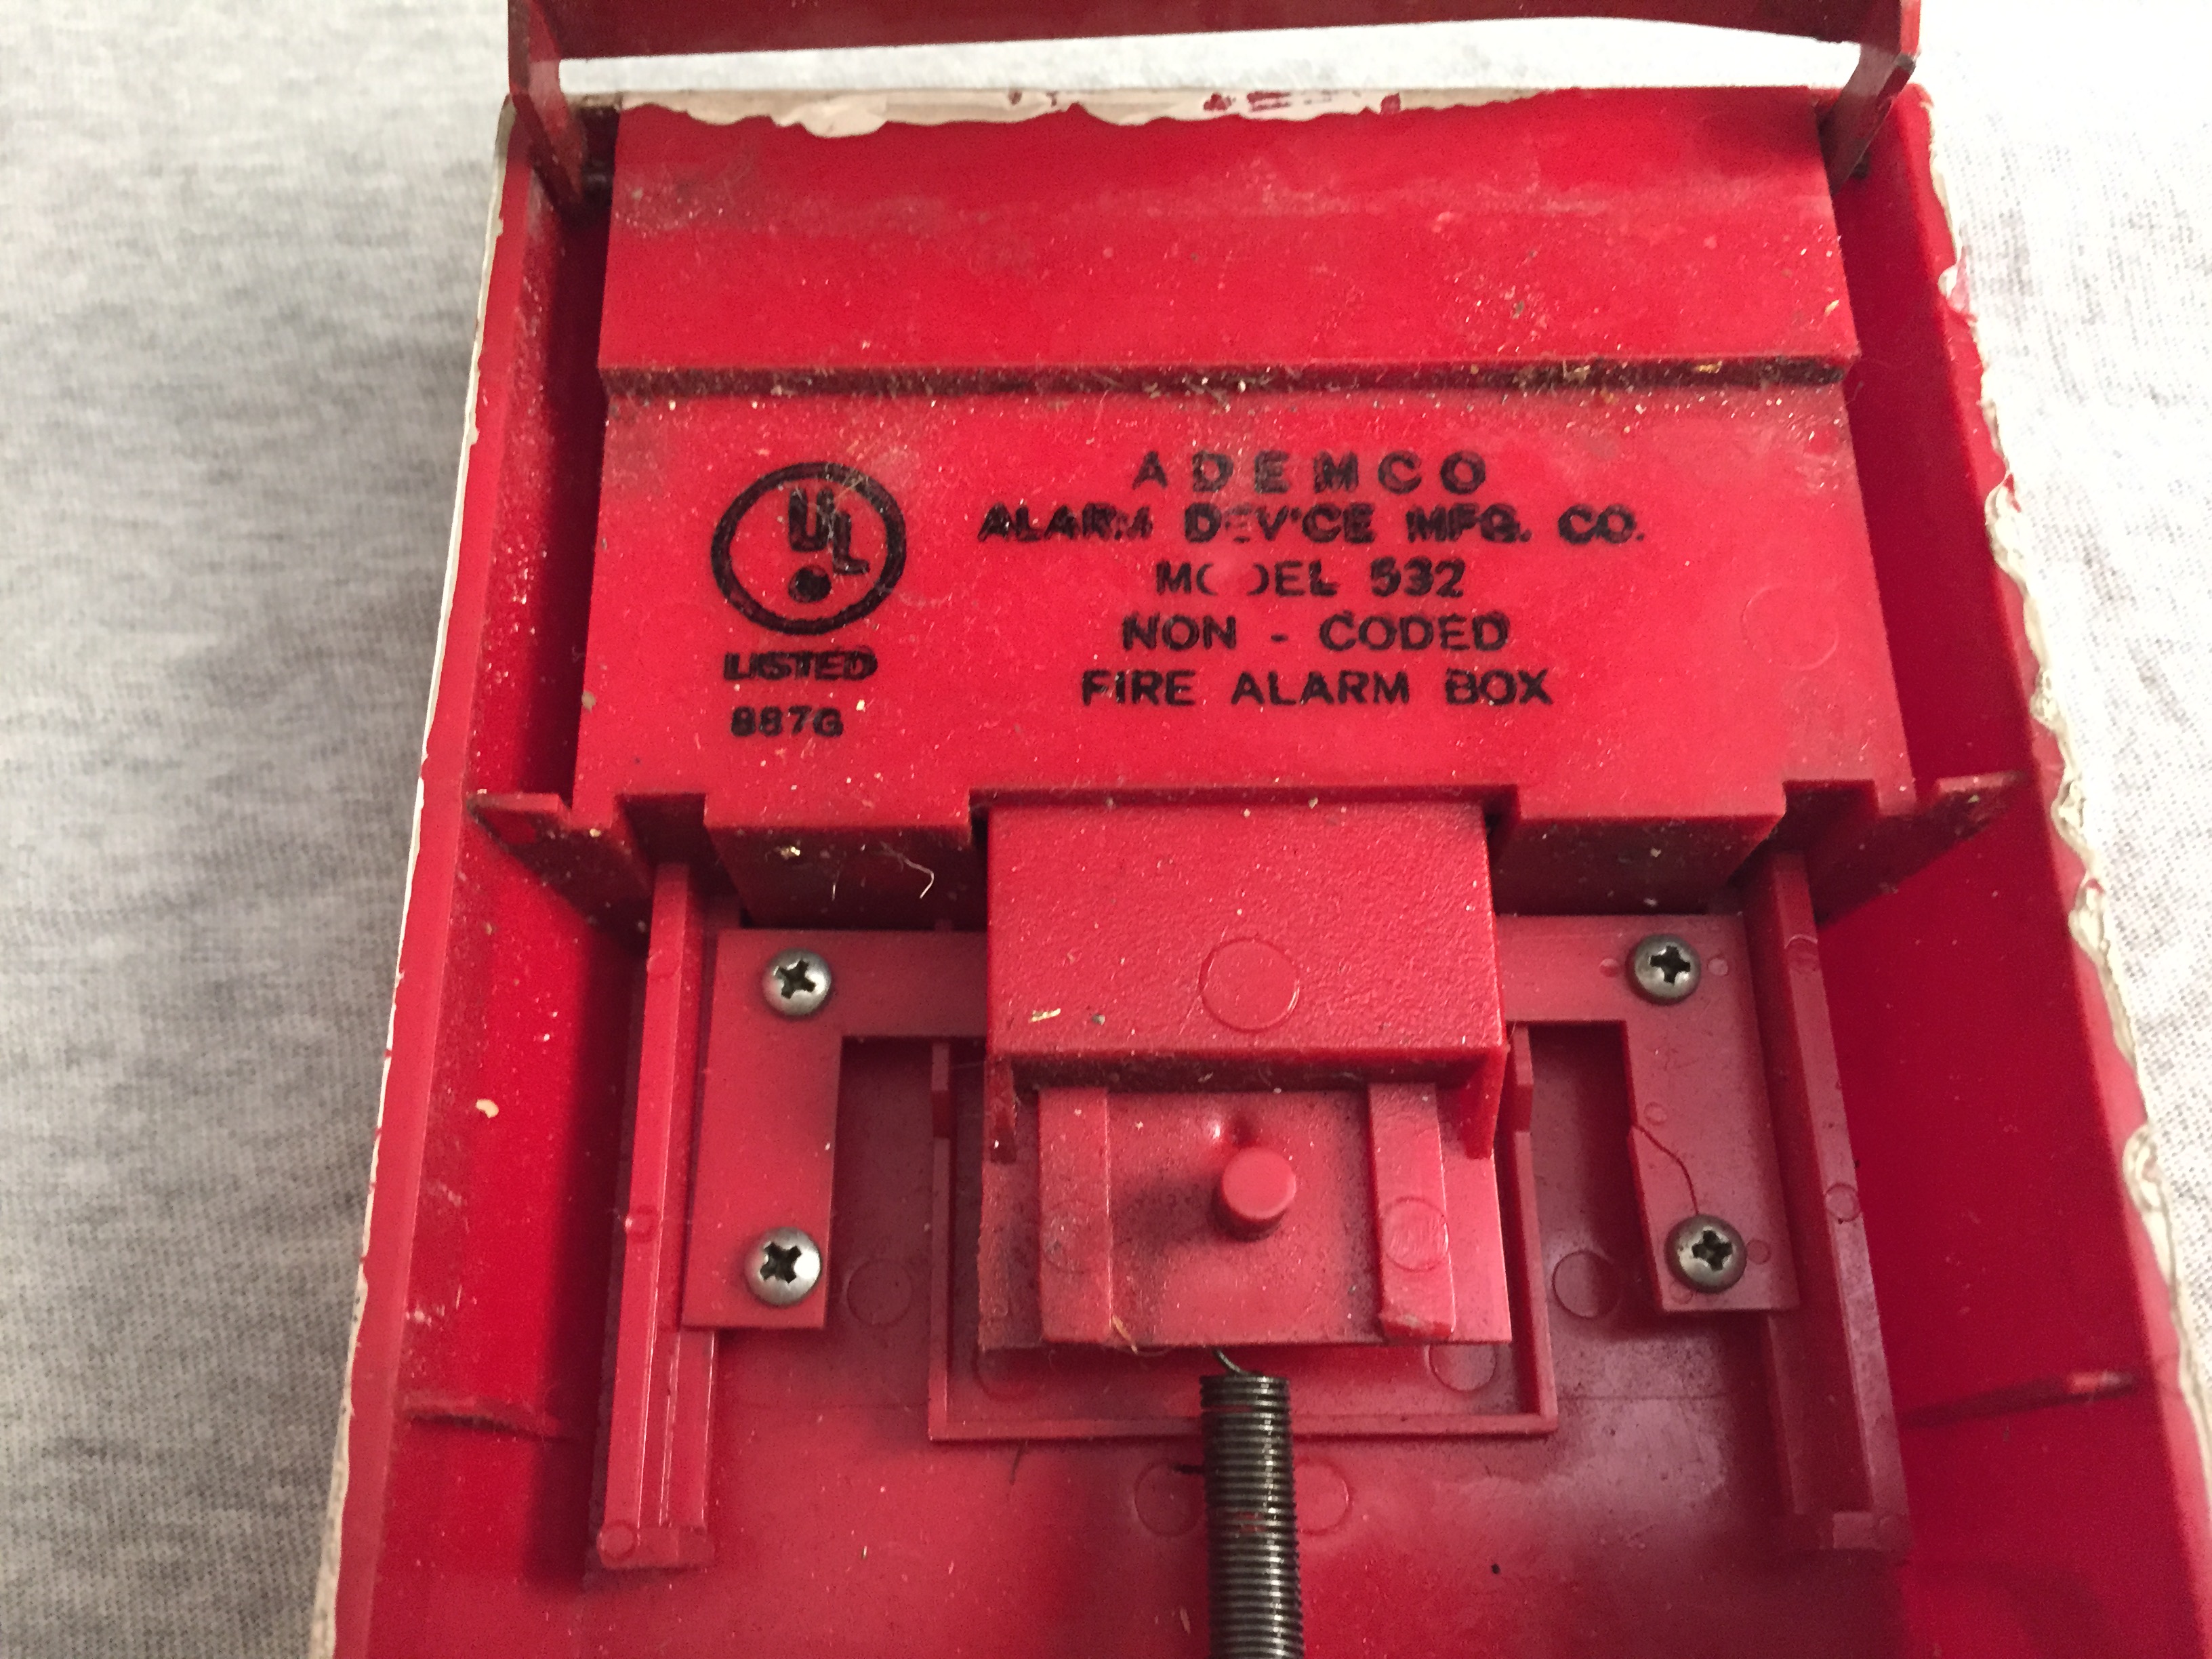 UL
LISTED
887G
ADEMCO
ALARM DEVICE MFG. CO.
MODEL 532
NON - CODED
FIRE ALARM BOX